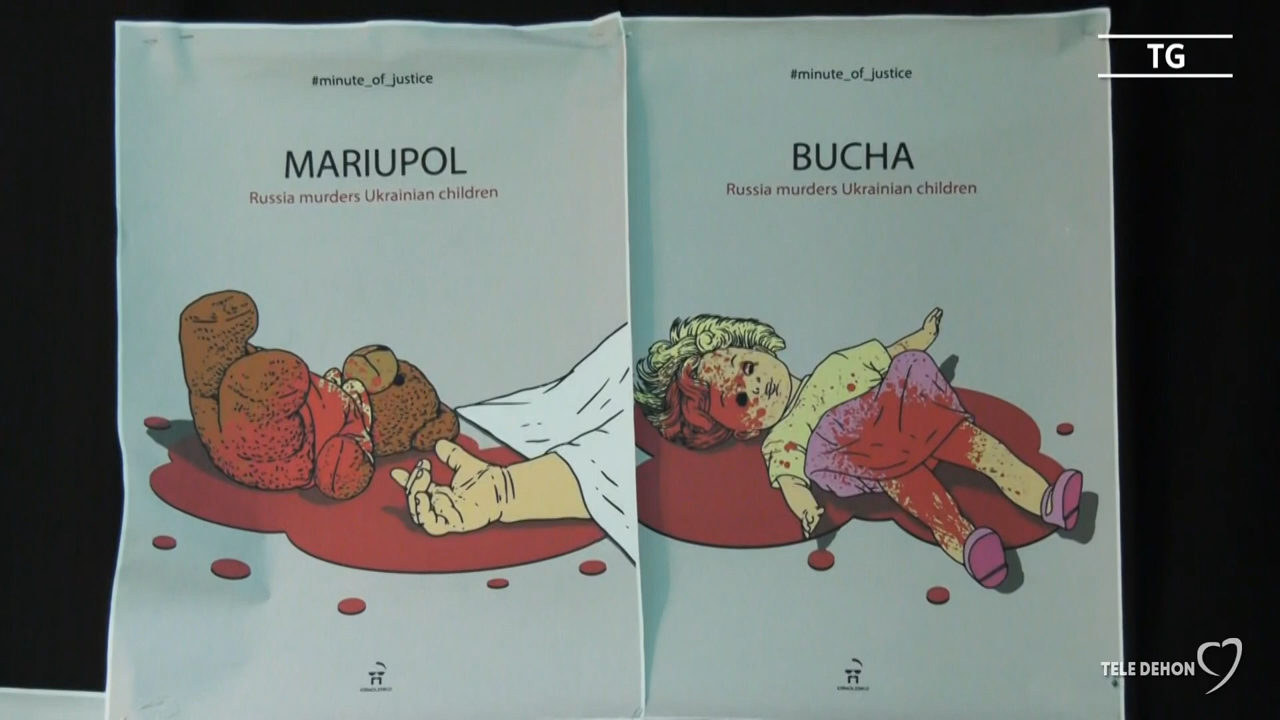 #minute_of_justice
MARIUPOL
Russia murders Ukrainian children
#minute_of_justice
BUCHA
Russia murders Ukrainian children
TG
TELE DEHON